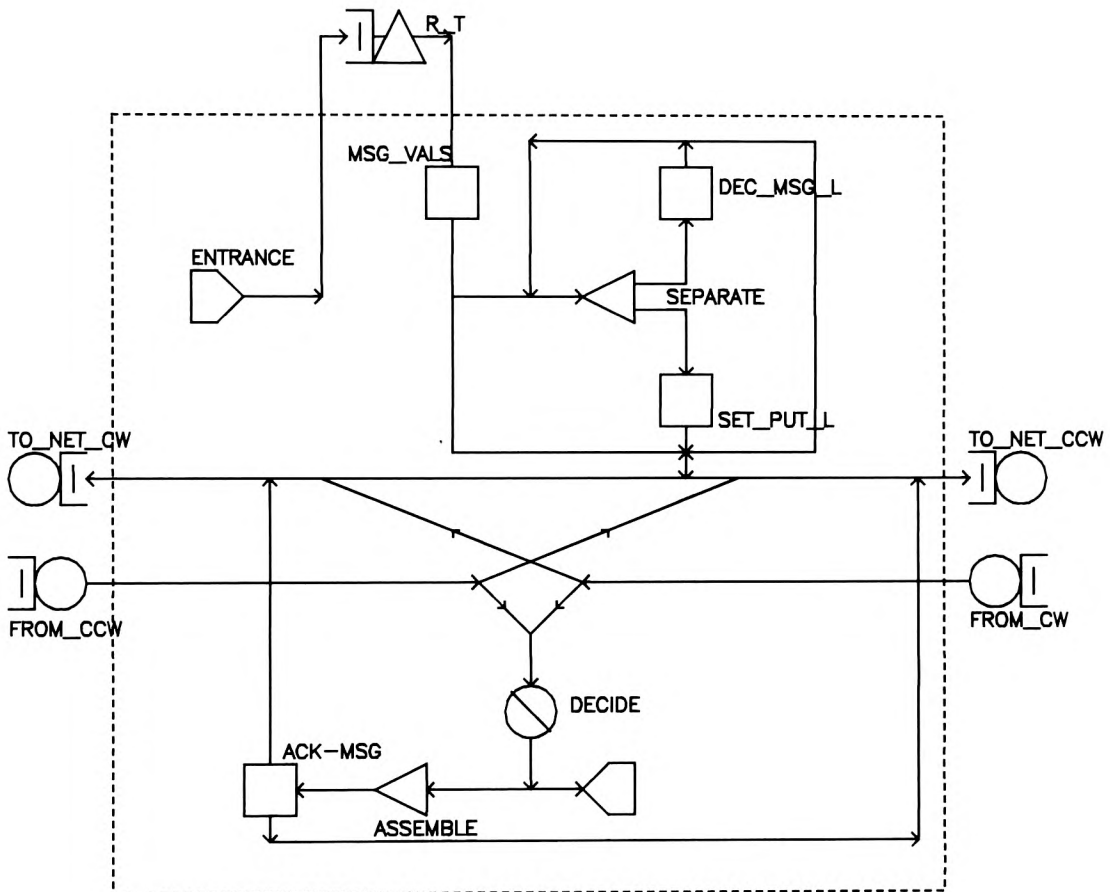 R_T
MSG_VALS
DEC_MSG_L
ENTRANCE
SEPARATE
SET_PUT_L
TO_NET_CW
TO_NET_CCW
FROM_CCW
FROM_CW
DECIDE
ACK-MSG
ASSEMBLE